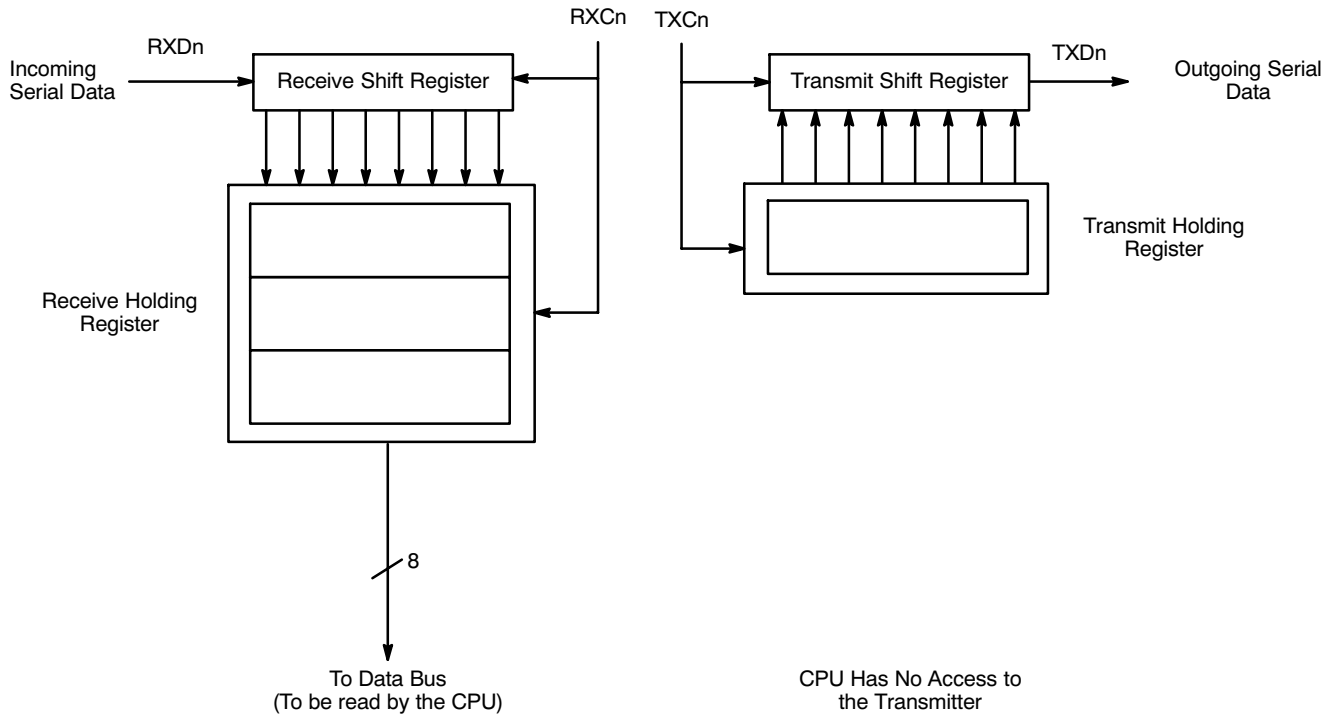 RXCn
TXCn
RXDn
Incoming
Serial Data
Receive Shift Register
Transmit Shift Register
TXDn
Outgoing Serial
Data
Receive Holding
Register
Transmit Holding
Register
8
To Data Bus
(To be read by the CPU)
CPU Has No Access to
the Transmitter